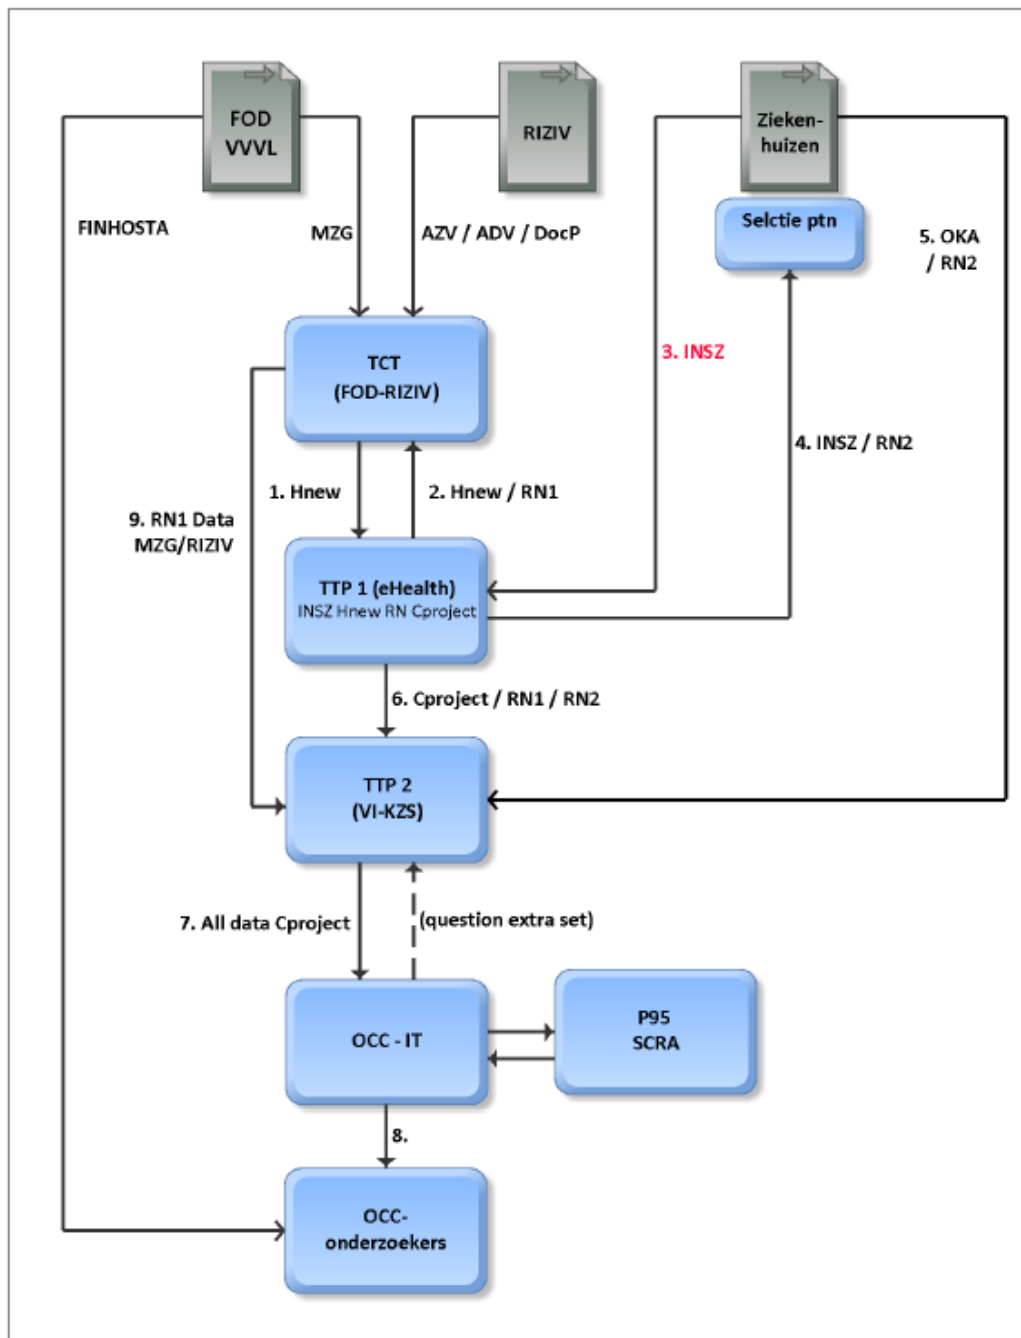 FOD
VVVL
RIZIV
Zieken-
huizen
Selctie ptn
FINHOSTA
MZG
AZV / ADV / DocP
5. OKA
/ RN2
3. INSZ
TCT
(FOD-RIZIV)
4. INSZ / RN2
1. Hnew
2. Hnew / RN1
9. RN1 Data
MZG/RIZIV
TTP 1 (eHealth)
INSZ Hnew RN Cproject
6. Cproject / RN1 / RN2
TTP 2
(VI-KZS)
7. All data Cproject
(question extra set)
OCC - IT
P95
SCRA
8.
OCC-
onderzoekers